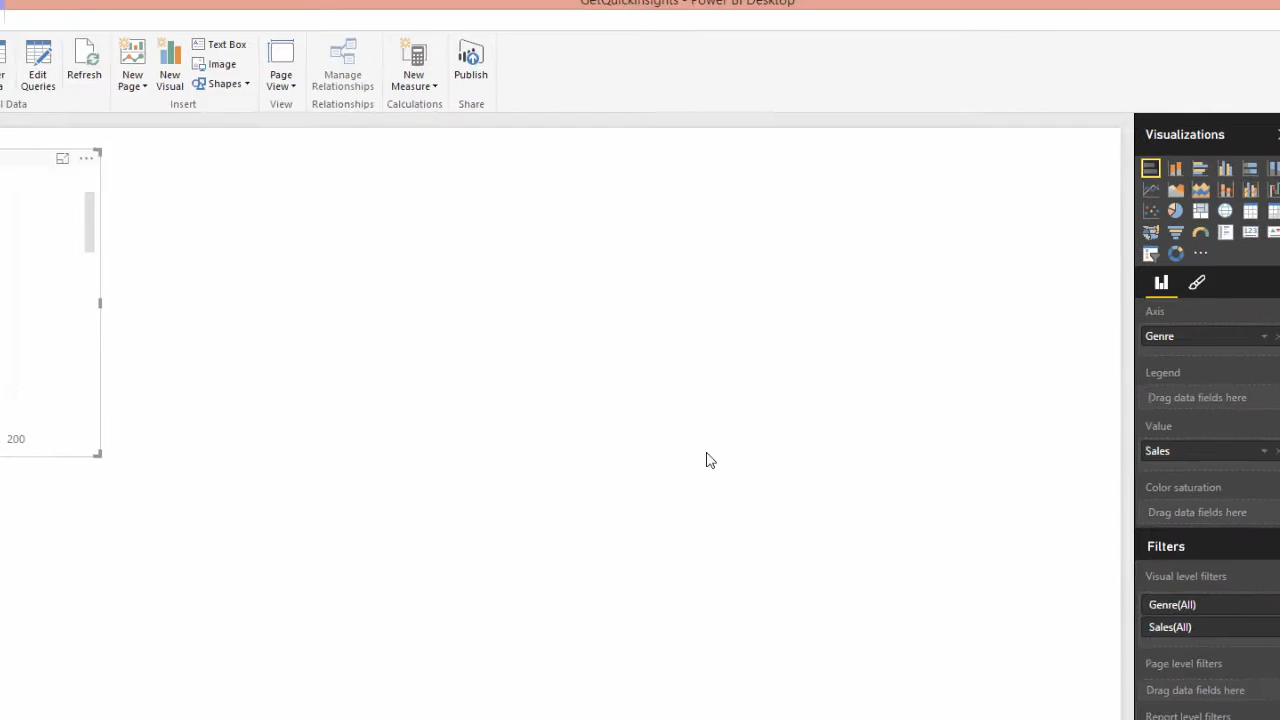 GetQuickInsights - Power BI Desktop
Edit
Queries
Refresh
New
Page
New
Visual
Text Box
Image
Shapes
Page
View
Manage
Relationships
New
Measure
Publish
Insert
View
Relationships
Calculations
Share
Visualizations
123
Axis
Genre
Legend
Drag data fields here
Value
Sales
Color saturation
Drag data fields here
200
Filters
Visual level filters
Genre(All)
Sales(All)
Page level filters
Drag data fields here
Report level filters